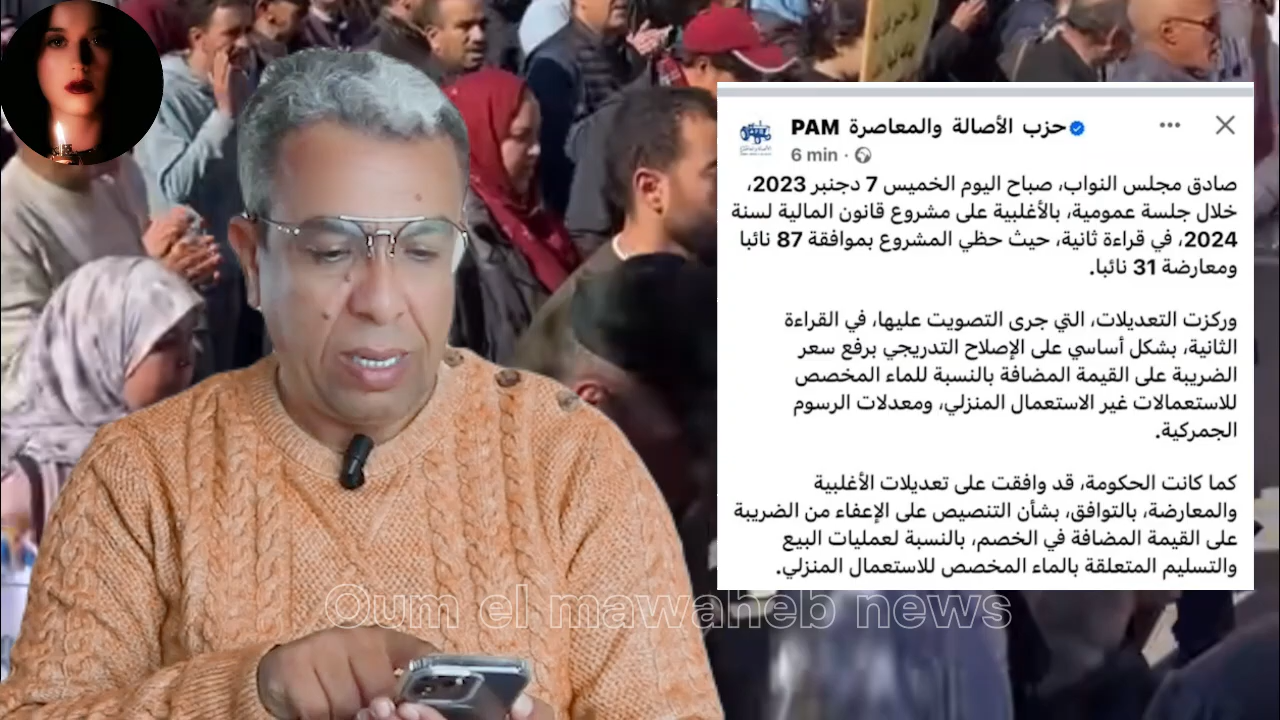 حزب الأصالة والمعاصرة PAM
6 min ·
صادق مجلس النواب، صباح اليوم الخميس 7 دجنبر 2023،
خلال جلسة عمومية، بالأغلبية على مشروع قانون المالية لسنة
2024، في قراءة ثانية، حيث حظي المشروع بموافقة 87 نائبا
ومعارضة 31 نائبا.
وركزت التعديلات، التي جرى التصويت عليها، في القراءة
الثانية، بشكل أساسي على الإصلاح التدريجي برفع سعر
الضريبة على القيمة المضافة بالنسبة للماء المخصص
للاستعمالات غير الاستعمال المنزلي، ومعدلات الرسوم
الجمركية.
كما كانت الحكومة، قد وافقت على تعديلات الأغلبية
والمعارضة، بالتوافق، بشأن التنصيص على الإعفاء من الضريبة
على القيمة المضافة في الخصم، بالنسبة لعمليات البيع
والتسليم المتعلقة بالماء المخصص للاستعمال المنزلي.
Oum el mawaheb news